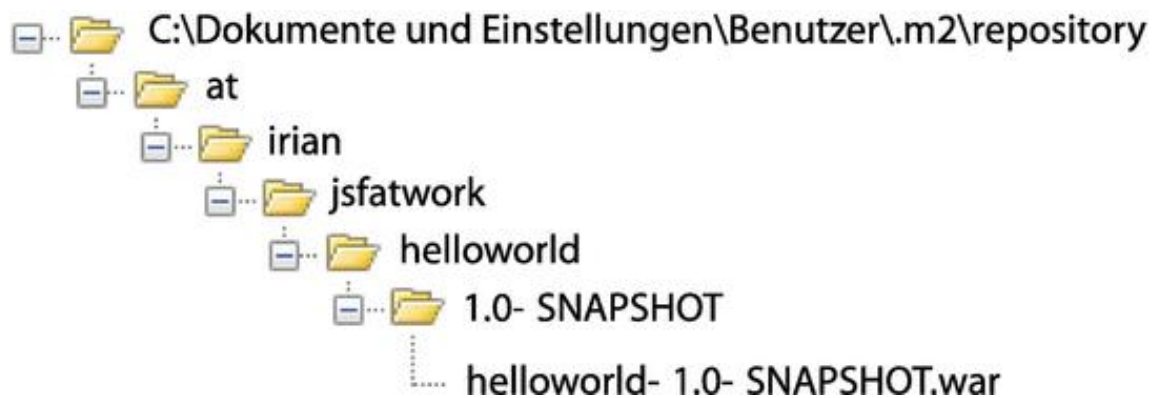 C:\Dokumente und Einstellungen\Benutzer\.m2\repository
at
irian
jsfatwork
helloworld
1.0- SNAPSHOT
helloworld- 1.0- SNAPSHOT.war